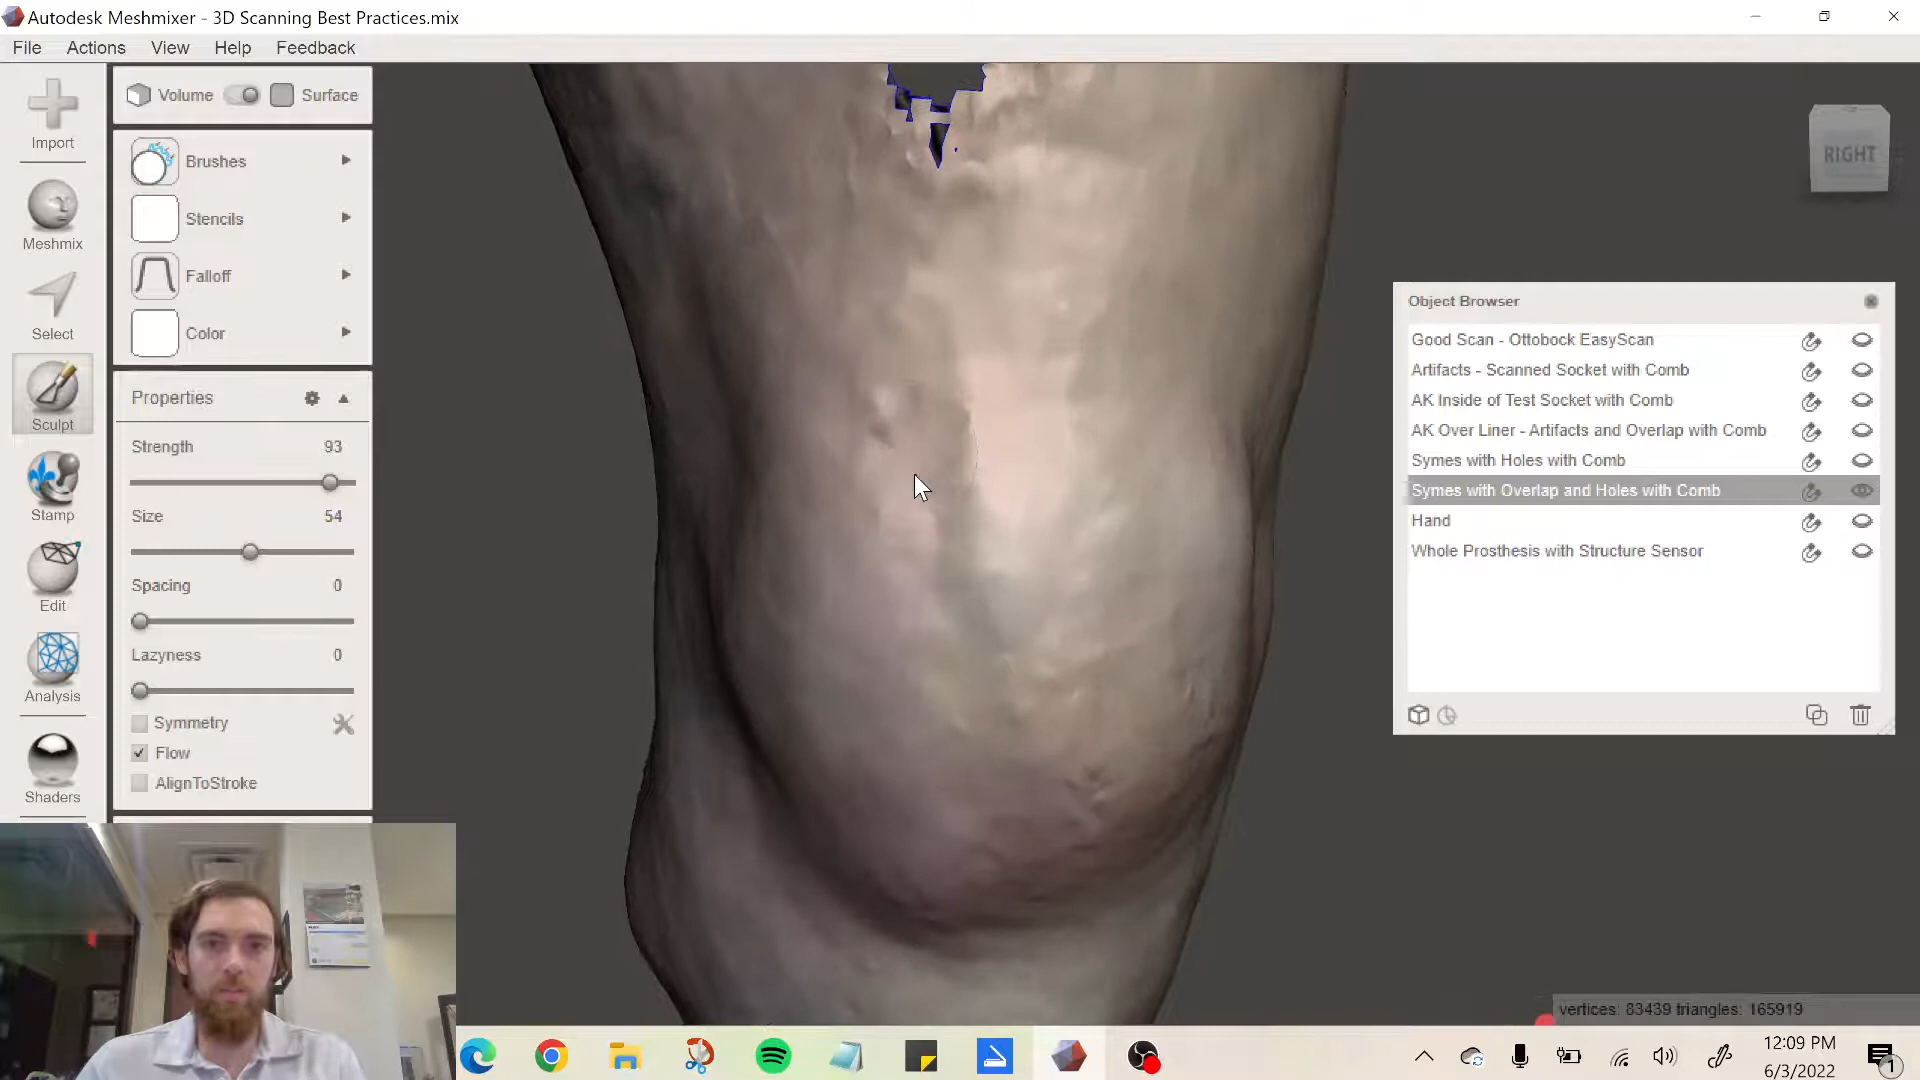 Autodesk Meshmixer - 3D Scanning Best Practices.mix
File Actions View Help Feedback
Import
Meshmix
Select
Sculpt
Stamp
Edit
Analysis
Shaders
Volume Surface
Brushes
Stencils
Falloff
Color
Properties
Strength 93
Size 54
Spacing 0
Lazyness 0
Symmetry
Flow
AlignToStroke
RIGHT
Object Browser
Good Scan - Ottobock EasyScan
Artifacts - Scanned Socket with Comb
AK Inside of Test Socket with Comb
AK Over Liner - Artifacts and Overlap with Comb
Symes with Holes with Comb
Symes with Overlap and Holes with Comb
Hand
Whole Prosthesis with Structure Sensor
vertices: 83439 triangles: 165919
12:09 PM
6/3/2022
1